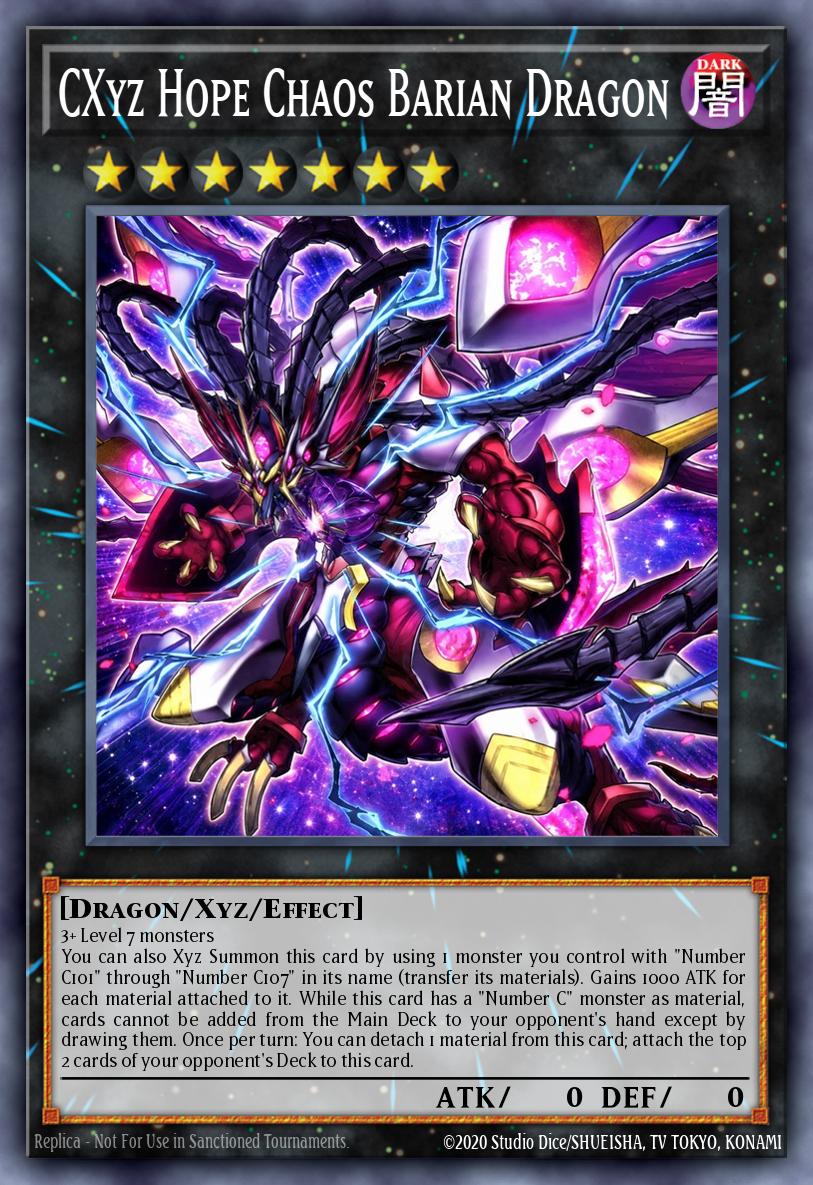 CXyz Hope Chaos Barian Dragon
DARK
闇
[Dragon/Xyz/Effect]
3+ Level 7 monsters
You can also Xyz Summon this card by using 1 monster you control with "Number
C101" through "Number C107" in its name (transfer its materials). Gains 1000 ATK for
each material attached to it. While this card has a "Number C" monster as material,
cards cannot be added from the Main Deck to your opponent's hand except by
drawing them. Once per turn: You can detach 1 material from this card; attach the top
2 cards of your opponent's Deck to this card.
ATK/ 0 DEF/ 0
Replica - Not For Use in Sanctioned Tournaments.
©2020 Studio Dice/SHUEISHA, TV TOKYO, KONAMI